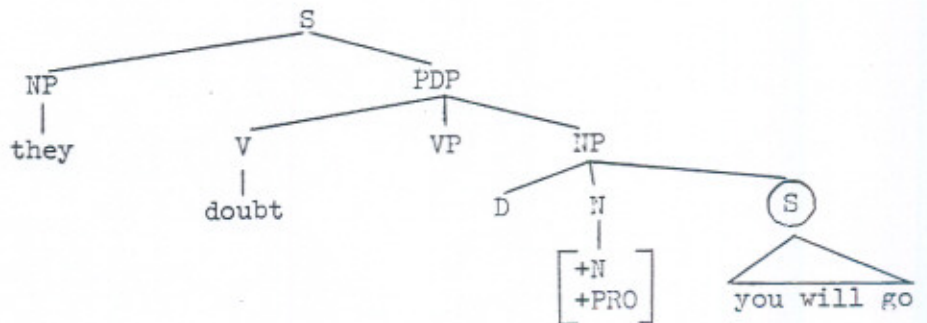 S
NP PDP
they V VP NP
doubt D N S
+N
+PRO
you will go